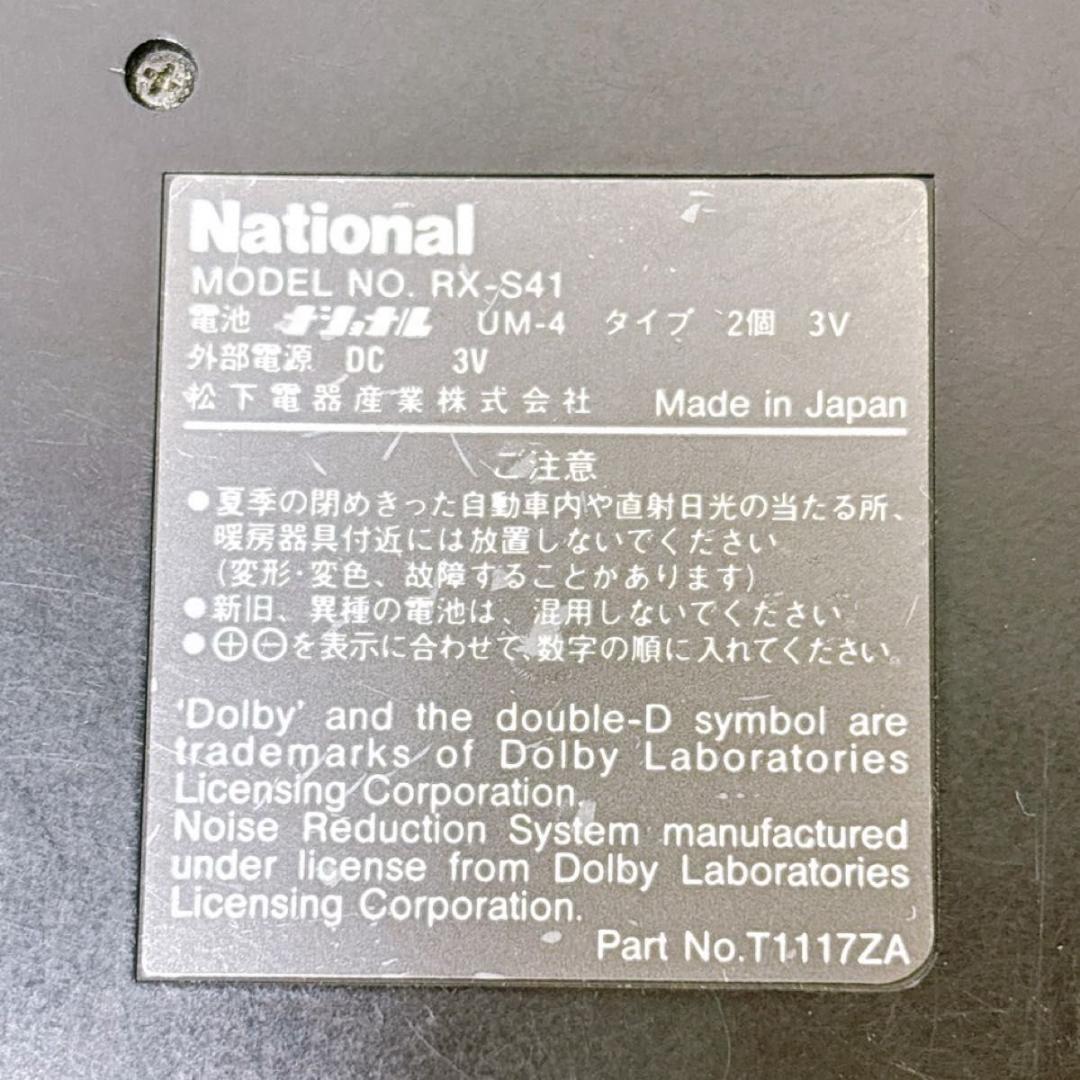 National
MODEL NO. RX-S41
電池 ナショナル UM-4 タイプ 2個 3V
外部電源 DC 3V
松下電器産業株式会社 Made in Japan
ご注意
●夏季の閉めきった自動車内や直射日光の当たる所、
暖房器具付近には放置しないでください
(変形・変色、故障することがあります)
●新旧、異種の電池は、混用しないでください
●⊕⊖を表示に合わせて、数字の順に入れてください。
'Dolby' and the double-D symbol are
trademarks of Dolby Laboratories
Licensing Corporation.
Noise Reduction System manufactured
under license from Dolby Laboratories
Licensing Corporation.
Part No.T1117ZA